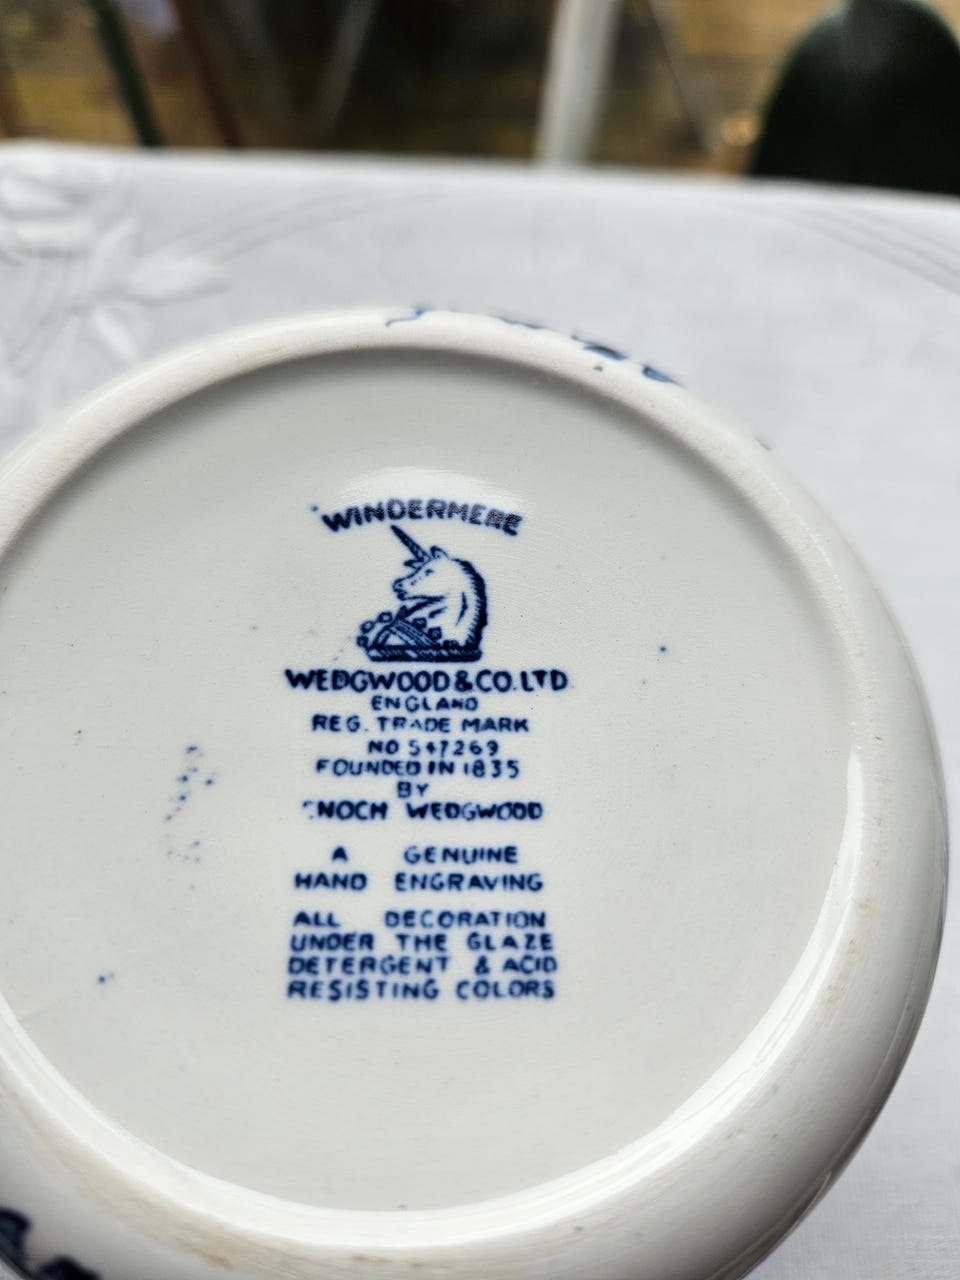 WINDERMERE
WEDGWOOD & CO. LTD
ENGLAND
REG. TRADE MARK
NO 547269
FOUNDED IN 1835
BY
ENOCH WEDGWOOD
A GENUINE
HAND ENGRAVING
ALL DECORATION
UNDER THE GLAZE
DETERGENT & ACID
RESISTING COLORS